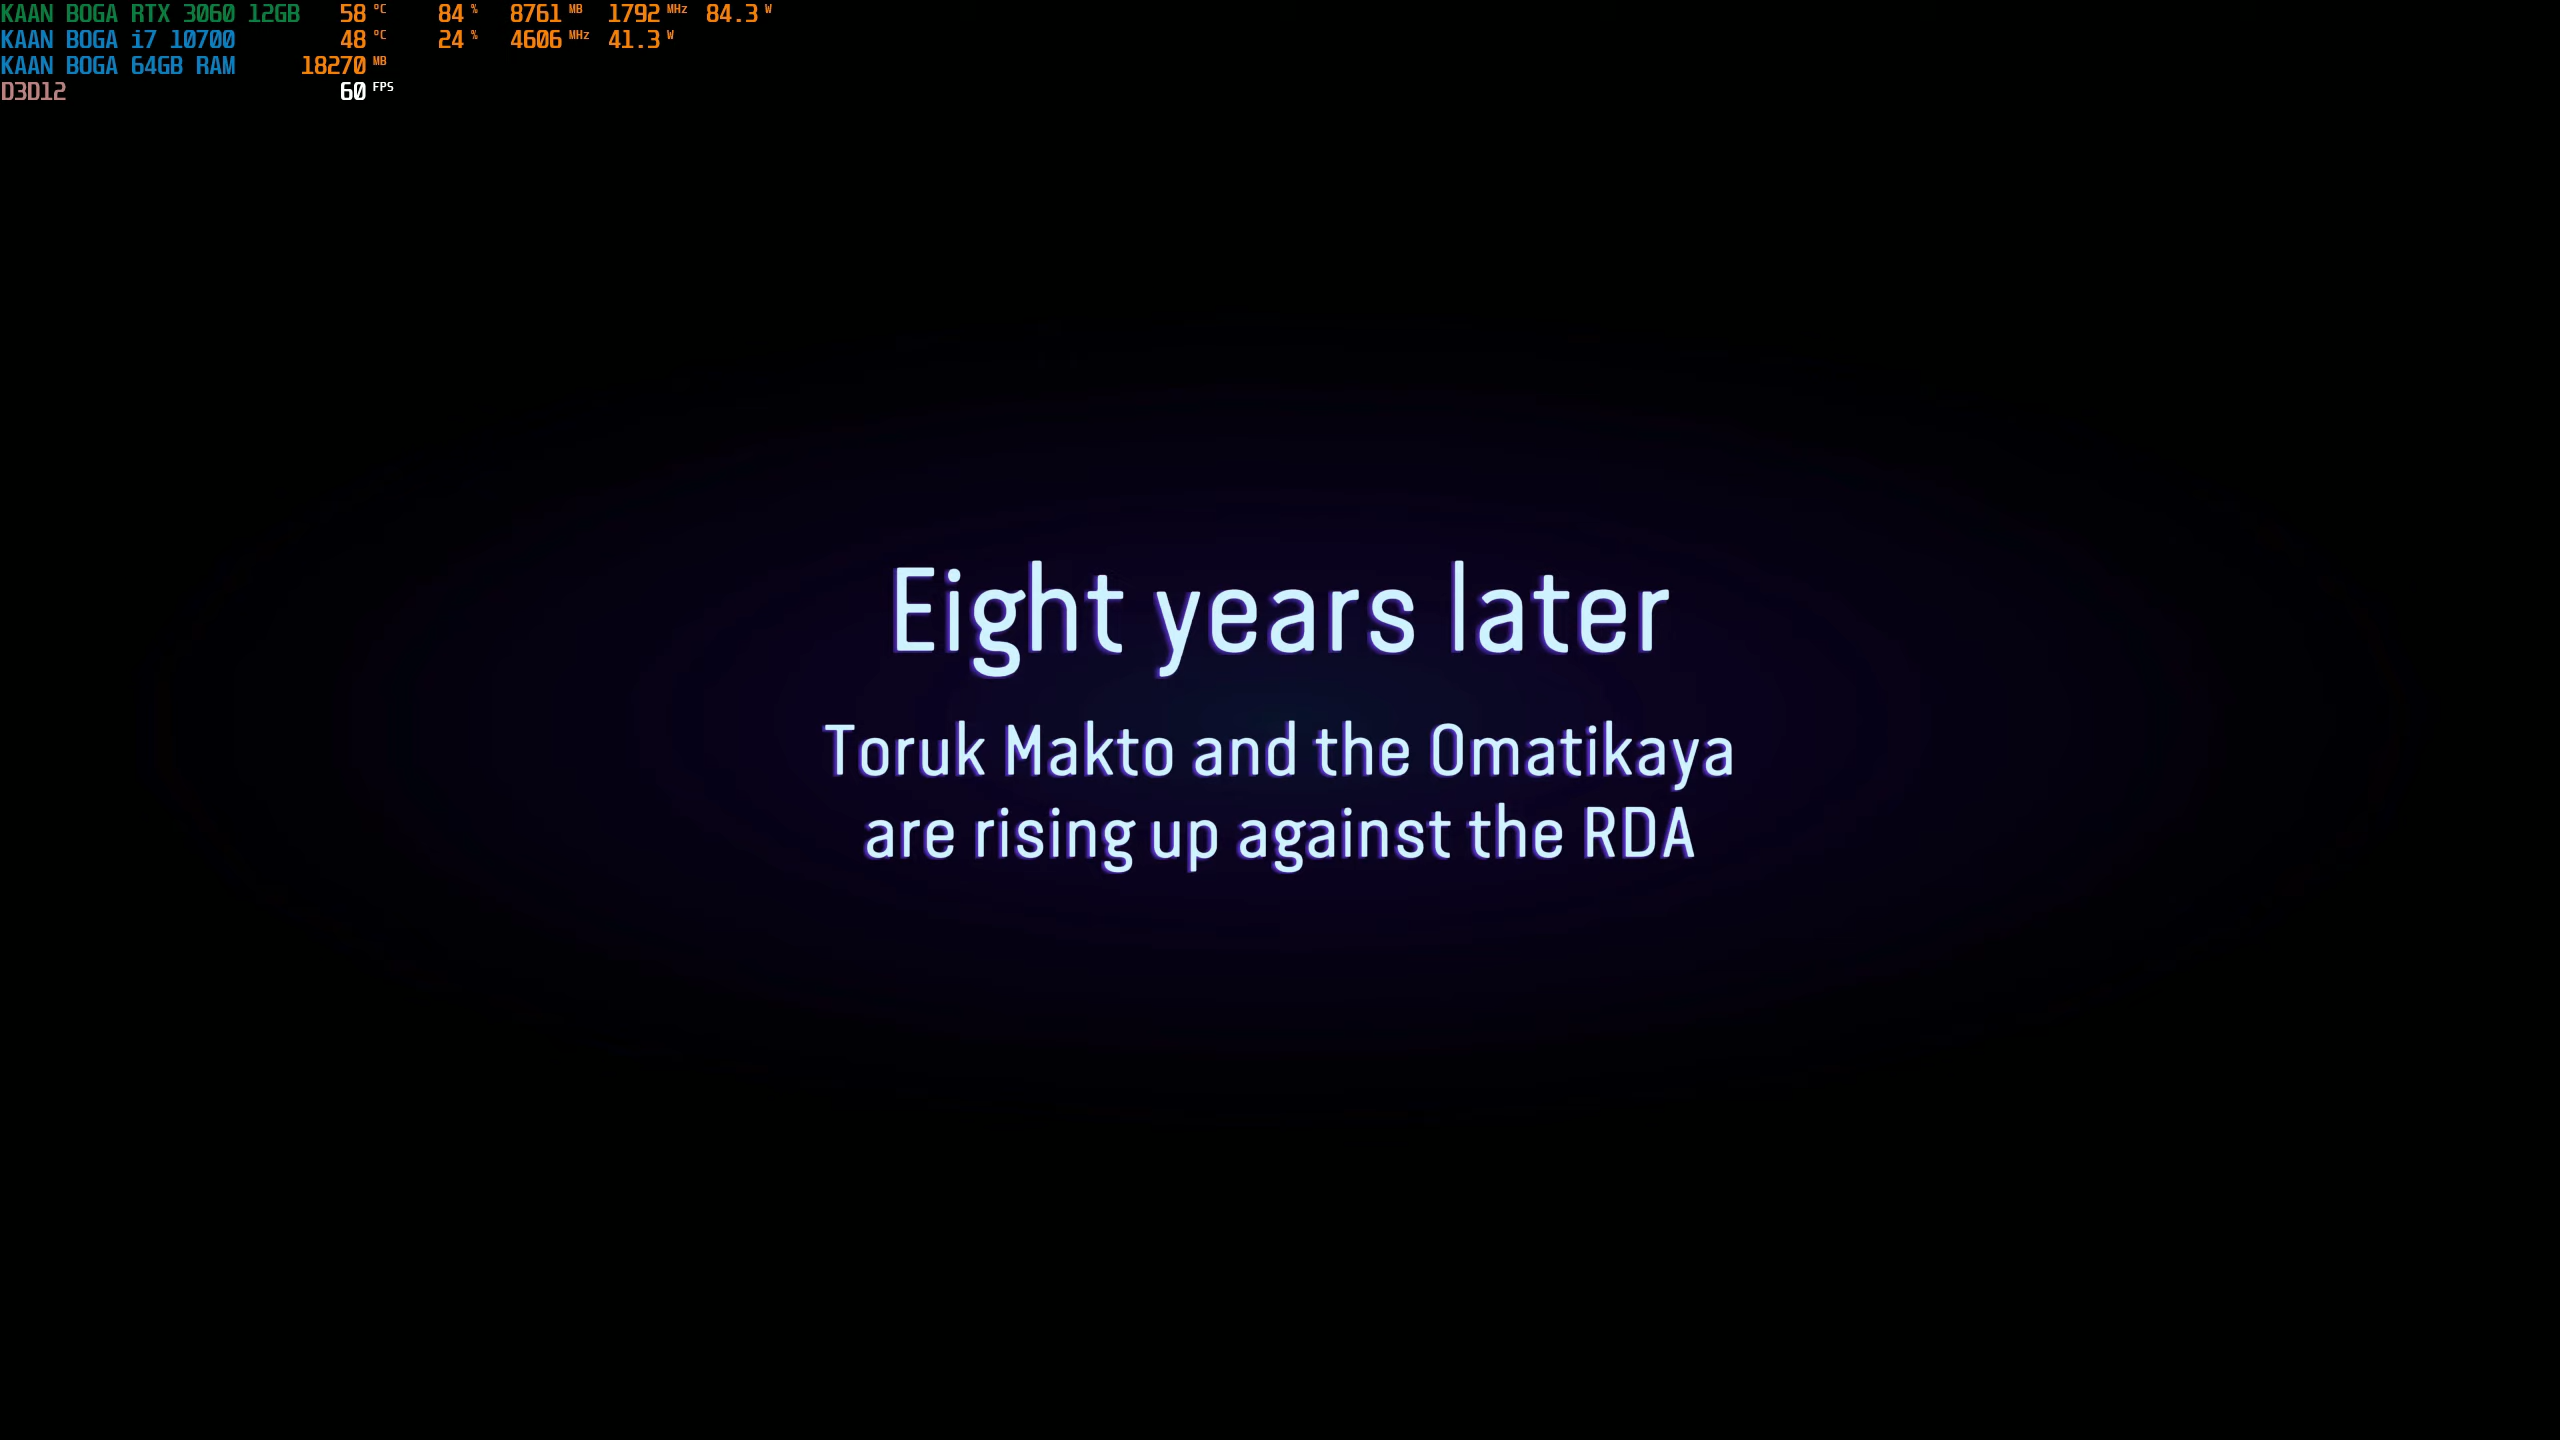 KAAN BOGA RTX 3060 12GB 58 °C 84 % 8761 MB 1792 MHz 84.3 W
KAAN BOGA i7 10700 48 °C 24 % 4606 MHz 41.3 W
KAAN BOGA 64GB RAM 18270 MB
D3D12 60 FPS
Eight years later
Toruk Makto and the Omatikaya
are rising up against the RDA